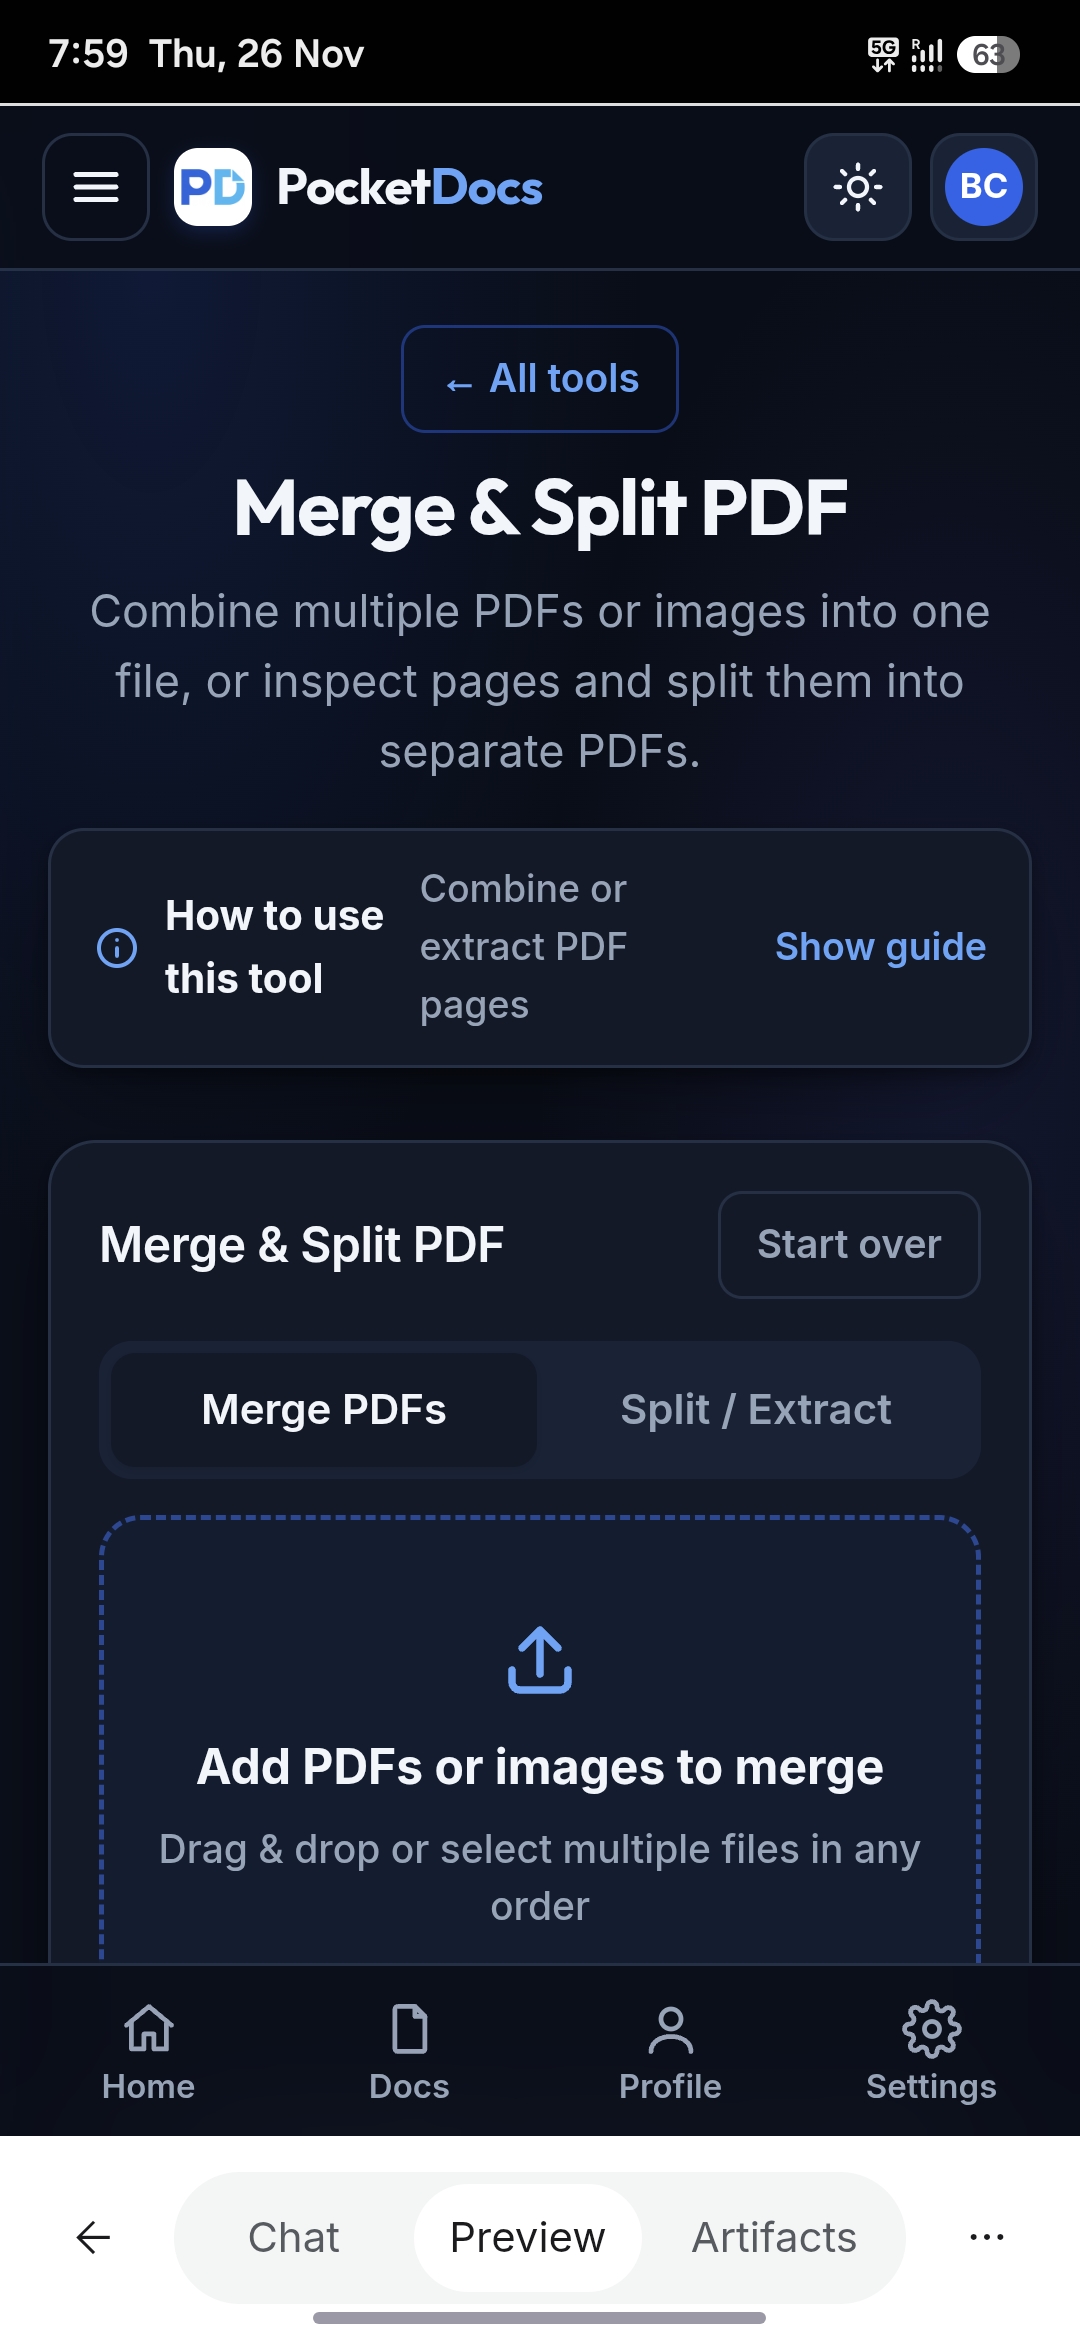 7:59 Thu, 26 Nov
5G R 63
PD PocketDocs BC
← All tools
Merge & Split PDF
Combine multiple PDFs or images into one
file, or inspect pages and split them into
separate PDFs.
How to use
this tool
Combine or
extract PDF
pages
Show guide
Merge & Split PDF
Start over
Merge PDFs
Split / Extract
Add PDFs or images to merge
Drag & drop or select multiple files in any
order
Home
Docs
Profile
Settings
Chat
Preview
Artifacts